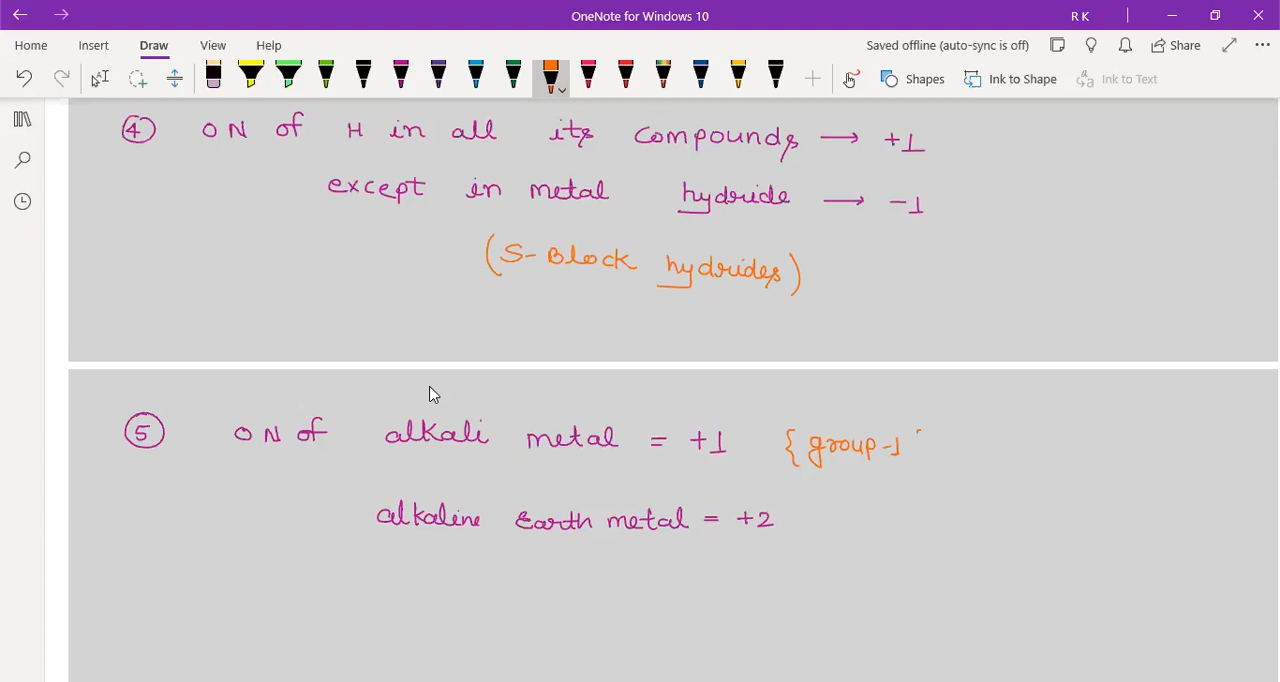 OneNote for Windows 10
R K
Home Insert Draw View Help
Saved offline (auto-sync is off)
Share
Shapes
Ink to Shape
Ink to Text
④ ON of H in all its compounds → +1
except in metal hydride → -1
(S-Block hydrides)
⑤ ON of alkali metal = +1 { group-1
alkaline Earth metal = +2